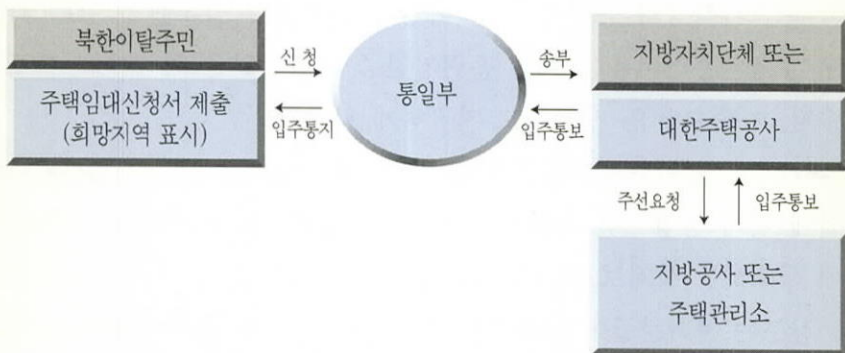 북한이탈주민
주택임대신청서 제출
(희망지역 표시)
신 청
입주통지
통일부
송부
입주통보
지방자치단체 또는
대한주택공사
주선요청
입주통보
지방공사 또는
주택관리소